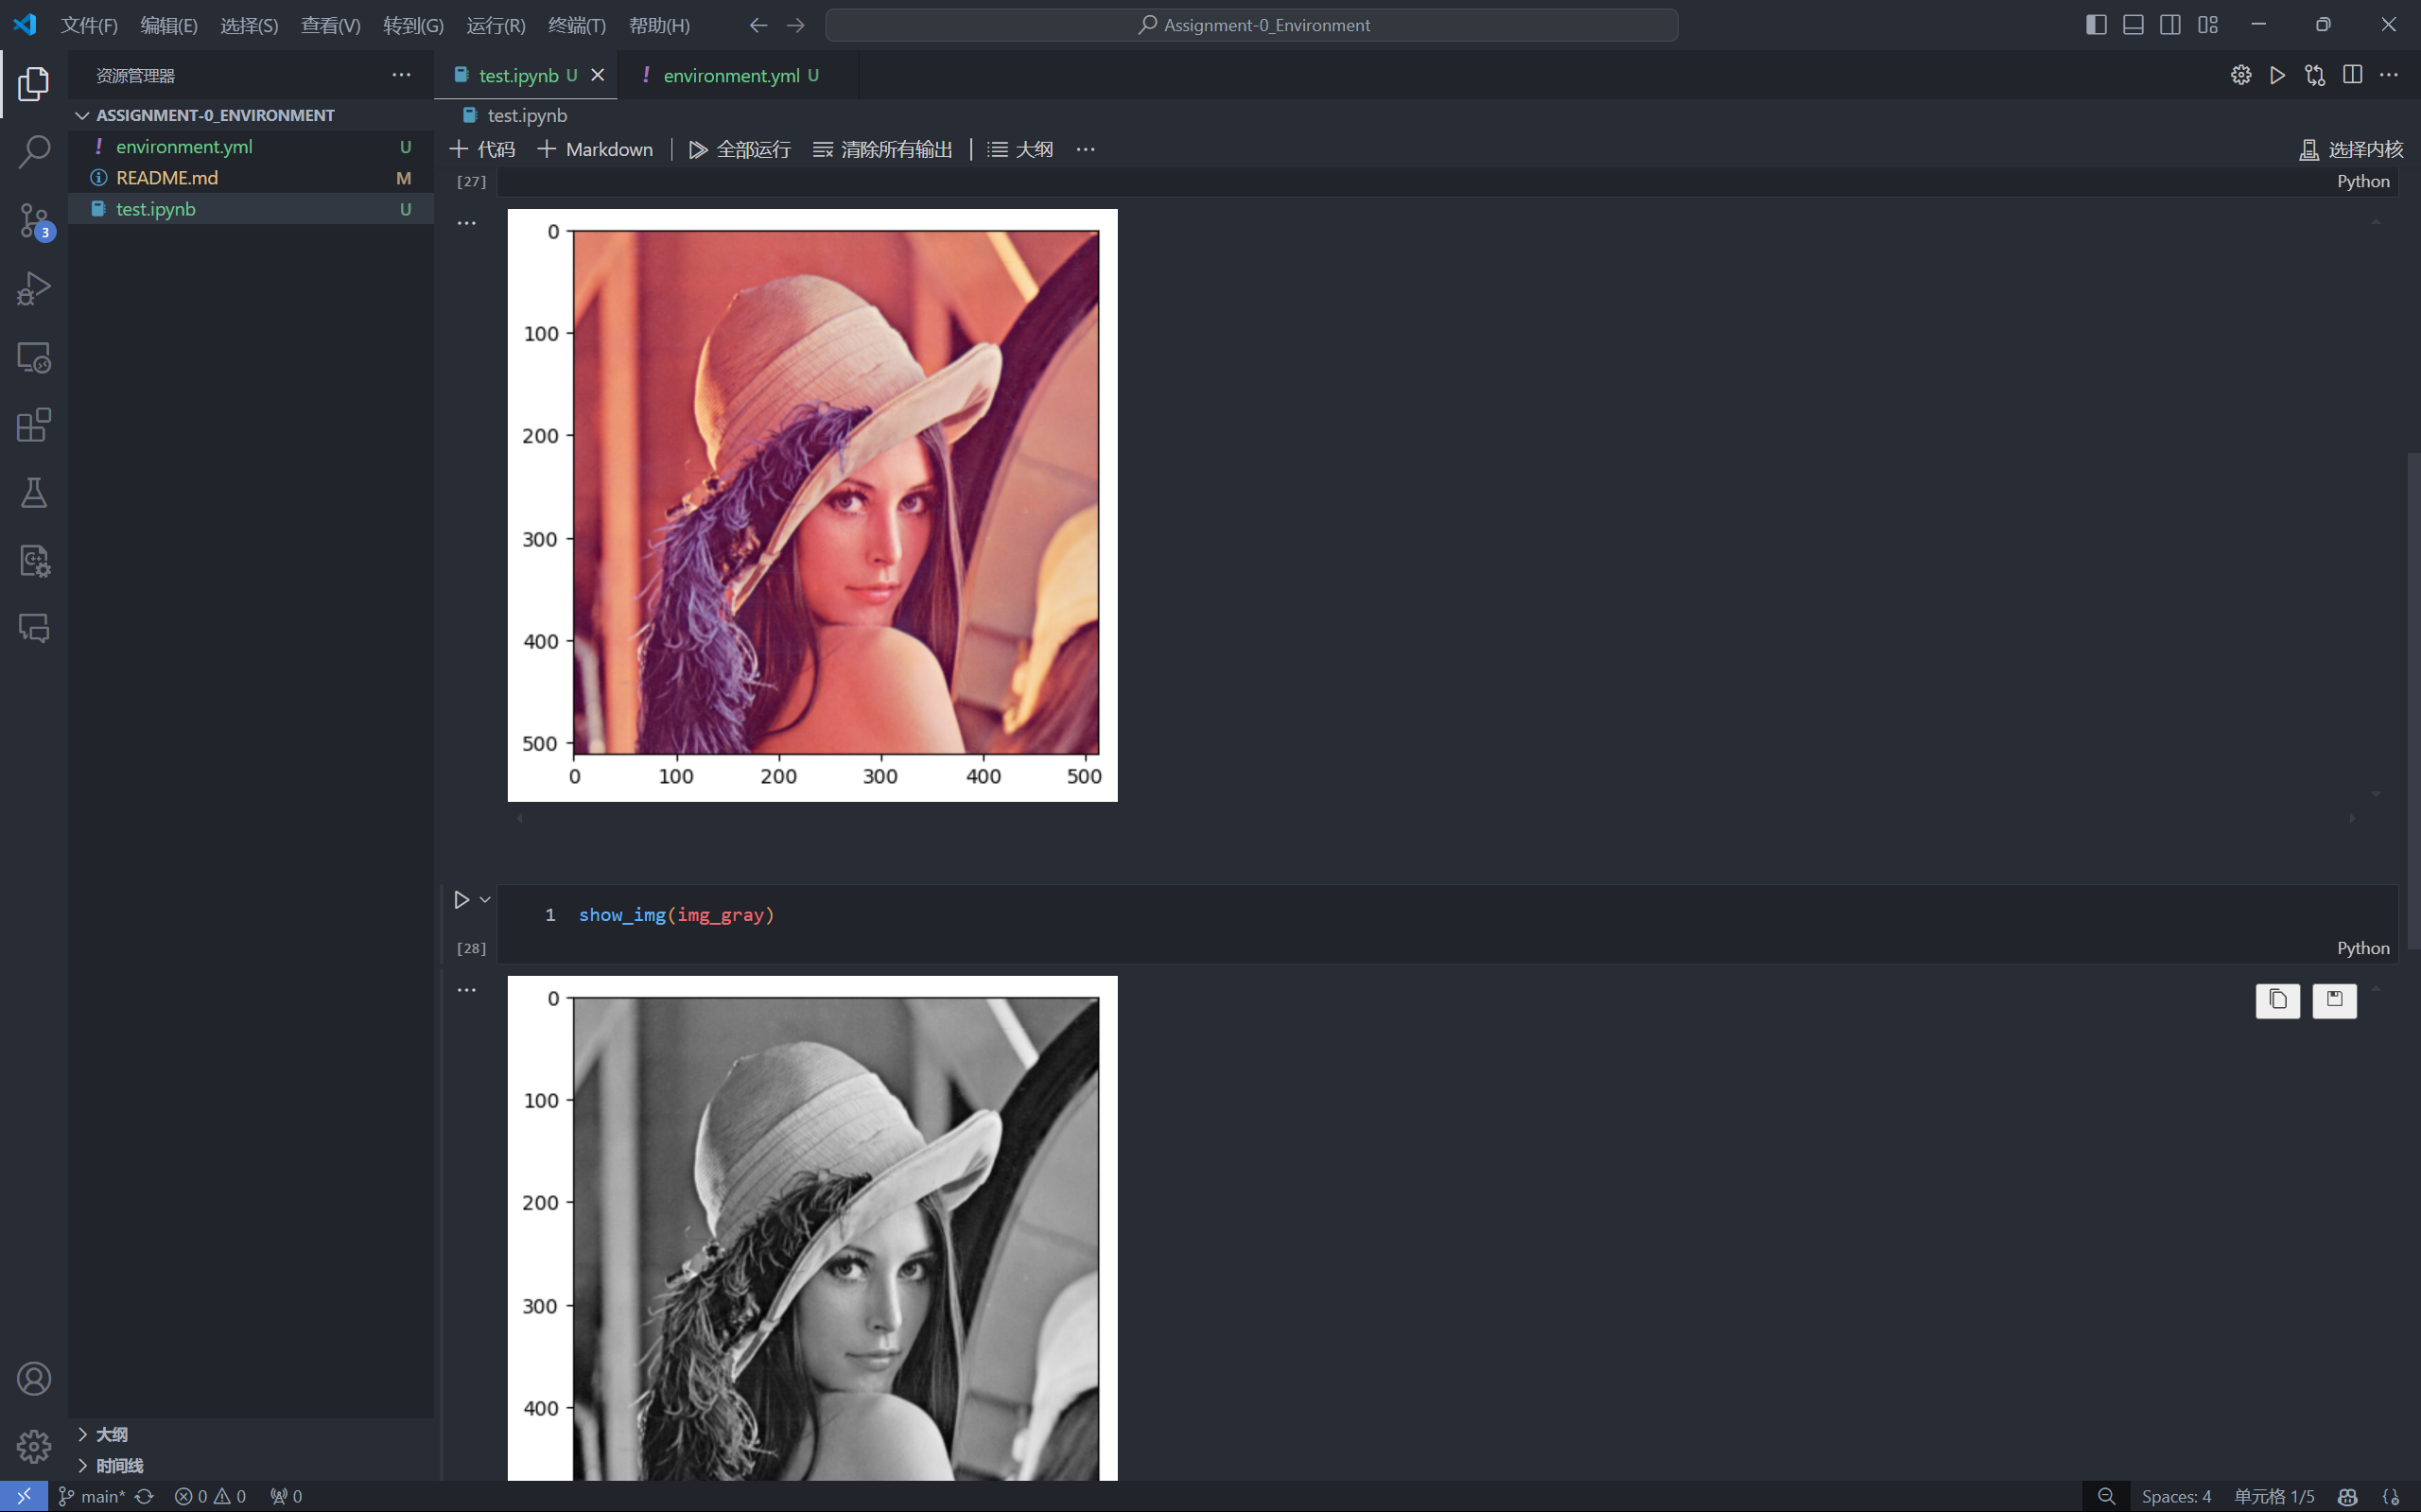 文件(F) 编辑(E) 选择(S) 查看(V) 转到(G) 运行(R) 终端(T) 帮助(H) Assignment-0_Environment
资源管理器
ASSIGNMENT-0_ENVIRONMENT
! environment.yml U
README.md M
test.ipynb U
3
大纲
时间线
test.ipynb U ! environment.yml U
test.ipynb
代码 Markdown 全部运行 清除所有输出 大纲 ... 选择内核
[27] Python
0
100
200
300
400
500
0 100 200 300 400 500
1 show_img(img_gray)
[28] Python
0
100
200
300
400
main* 0 0 0 Spaces: 4 单元格 1/5